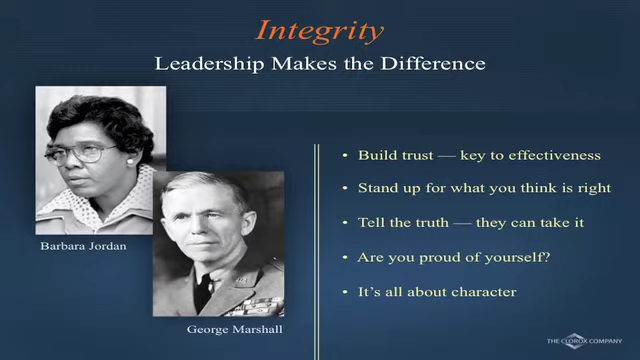 Integrity
Leadership Makes the Difference
• Build trust — key to effectiveness
• Stand up for what you think is right
• Tell the truth — they can take it
• Are you proud of yourself?
• It's all about character
Barbara Jordan
George Marshall
THE CLOROX COMPANY